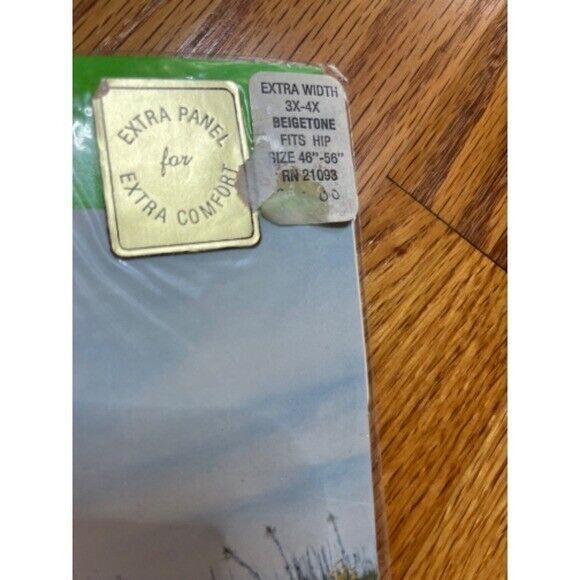 EXTRA PANEL
for
EXTRA COMFORT
EXTRA WIDTH
3X-4X
BEIGETONE
FITS HIP
SIZE 46"-56"
RN 21093